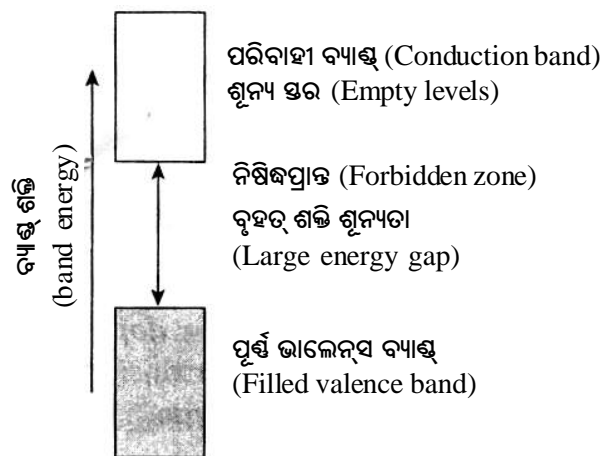 ପରିବାହୀ ବ୍ୟାଣ୍ଡ୍ (Conduction band)
ଶୂନ୍ୟ ସ୍ତର (Empty levels)
ନିଷିଦ୍ଧପ୍ରାନ୍ତ (Forbidden zone)
ବୃହତ୍ ଶକ୍ତି ଶୂନ୍ୟତା
(Large energy gap)
ପୂର୍ଣ୍ଣ ଭାଲେନ୍ସ ବ୍ୟାଣ୍ଡ୍
(Filled valence band)
ବ୍ୟାଣ୍ଡ୍ ଶକ୍ତି
(band energy)